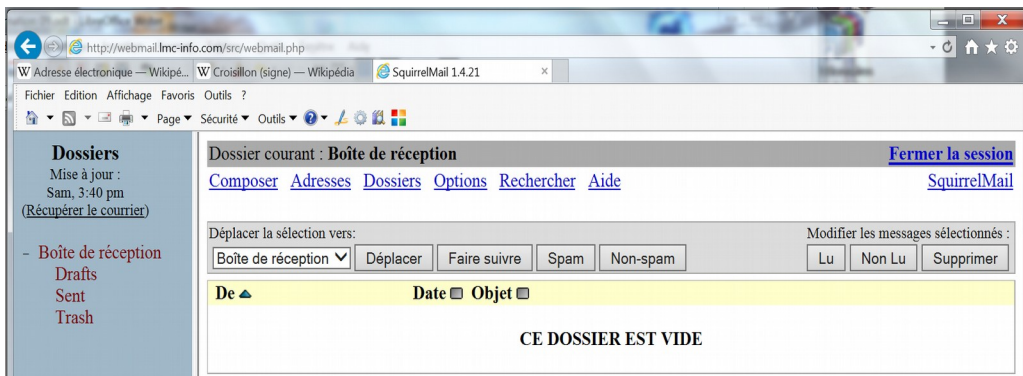 http://webmail.lmc-info.com/src/webmail.php
W Adresse électronique — Wikipé... W Croisillon (signe) — Wikipédia SquirrelMail 1.4.21 ×
Fichier Edition Affichage Favoris Outils ?
Page Sécurité Outils
Dossiers
Mise à jour :
Sam, 3:40 pm
(Récupérer le courrier)
– Boîte de réception
Drafts
Sent
Trash
Dossier courant : Boîte de réception Fermer la session
Composer Adresses Dossiers Options Rechercher Aide SquirrelMail
Déplacer la sélection vers: Modifier les messages sélectionnés :
Boîte de réception Déplacer Faire suivre Spam Non-spam Lu Non Lu Supprimer
De Date Objet
CE DOSSIER EST VIDE